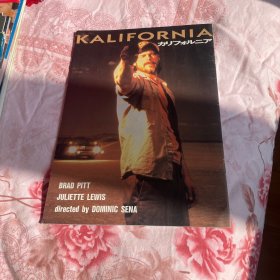 KALIFORNIA
カリフォルニア
BRAD PITT
JULIETTE LEWIS
directed by DOMINIC SENA